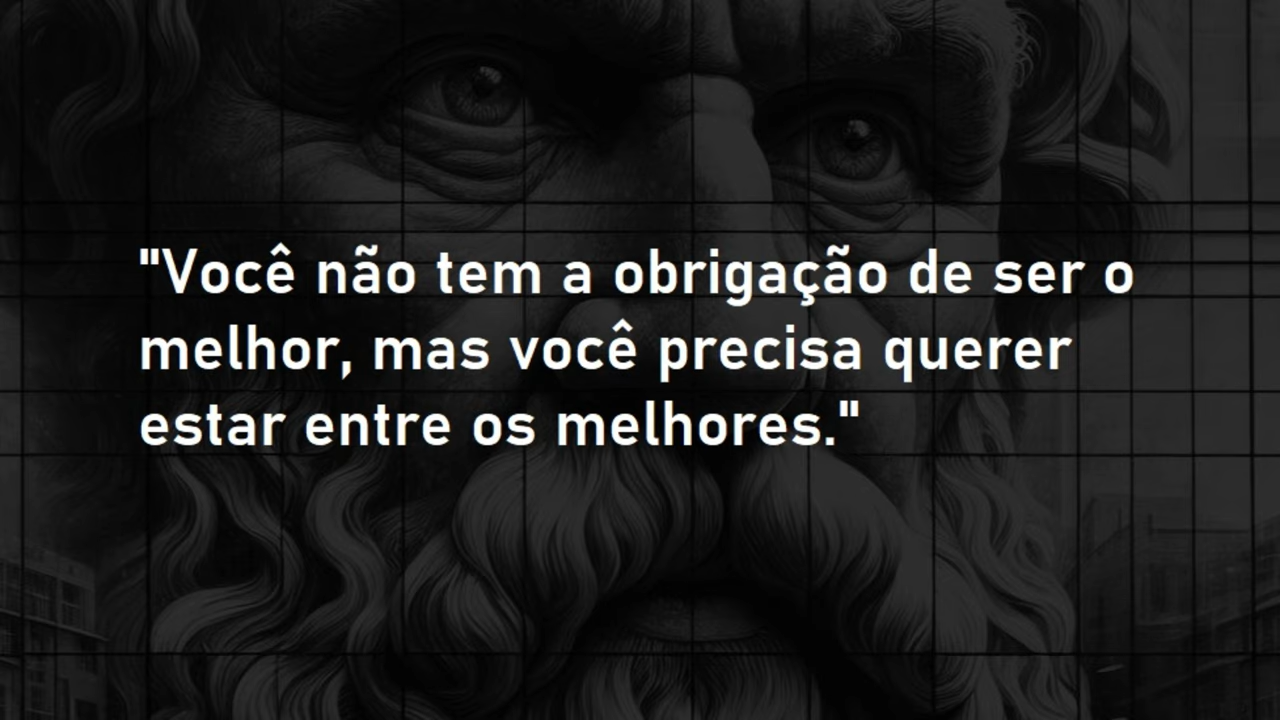 "Você não tem a obrigação de ser o
melhor, mas você precisa querer
estar entre os melhores."